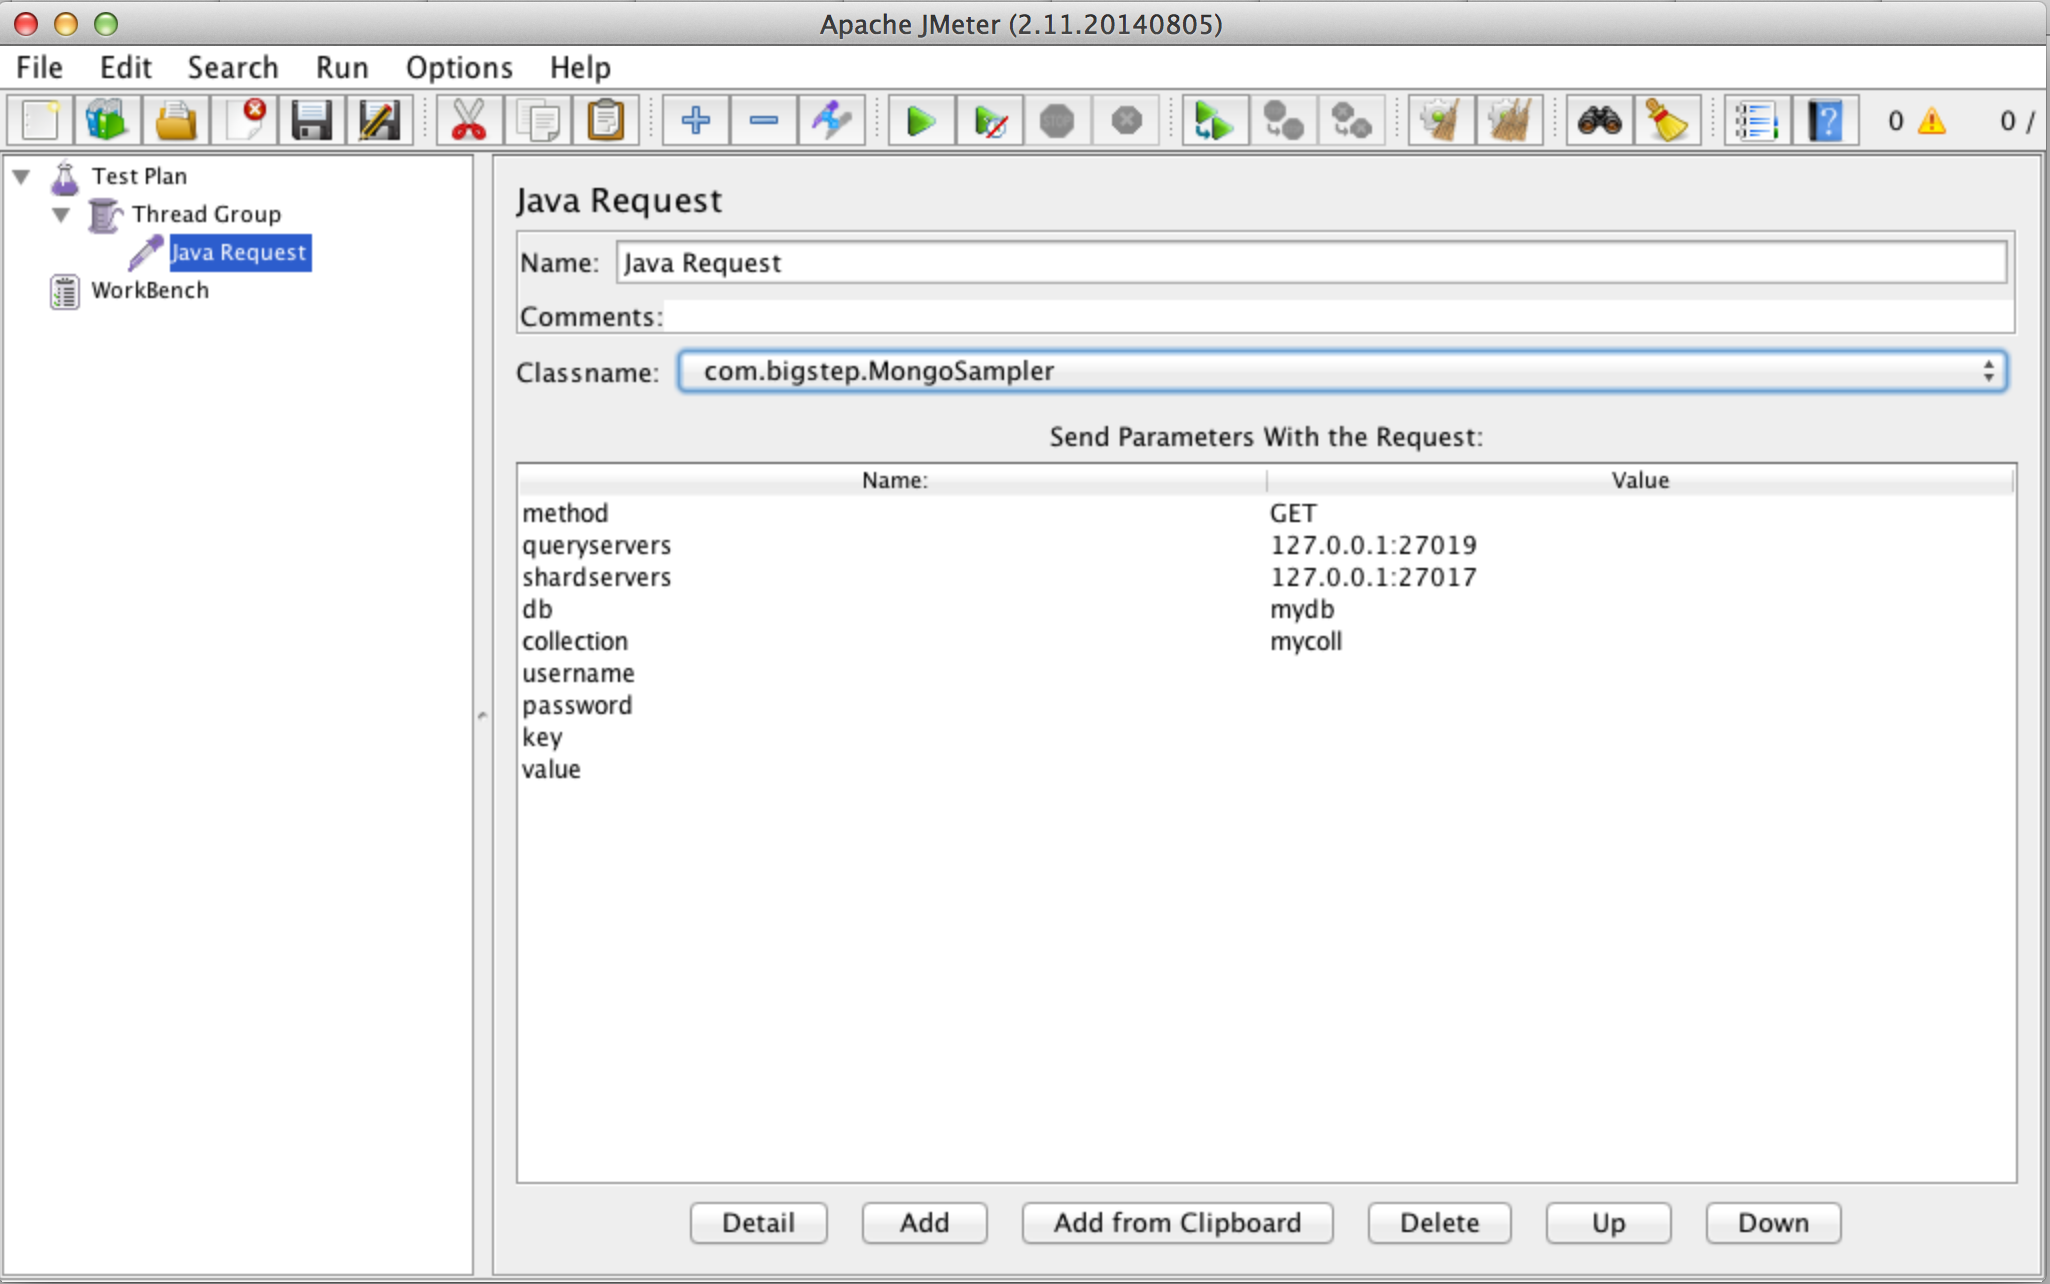 Apache JMeter (2.11.20140805)
File Edit Search Run Options Help
STOP ? 0 0 /
Test Plan
Thread Group
Java Request
WorkBench
Java Request
Name: Java Request
Comments:
Classname: com.bigstep.MongoSampler
Send Parameters With the Request:
Name: Value
method GET
queryservers 127.0.0.1:27019
shardservers 127.0.0.1:27017
db mydb
collection mycoll
username
password
key
value
Detail Add Add from Clipboard Delete Up Down